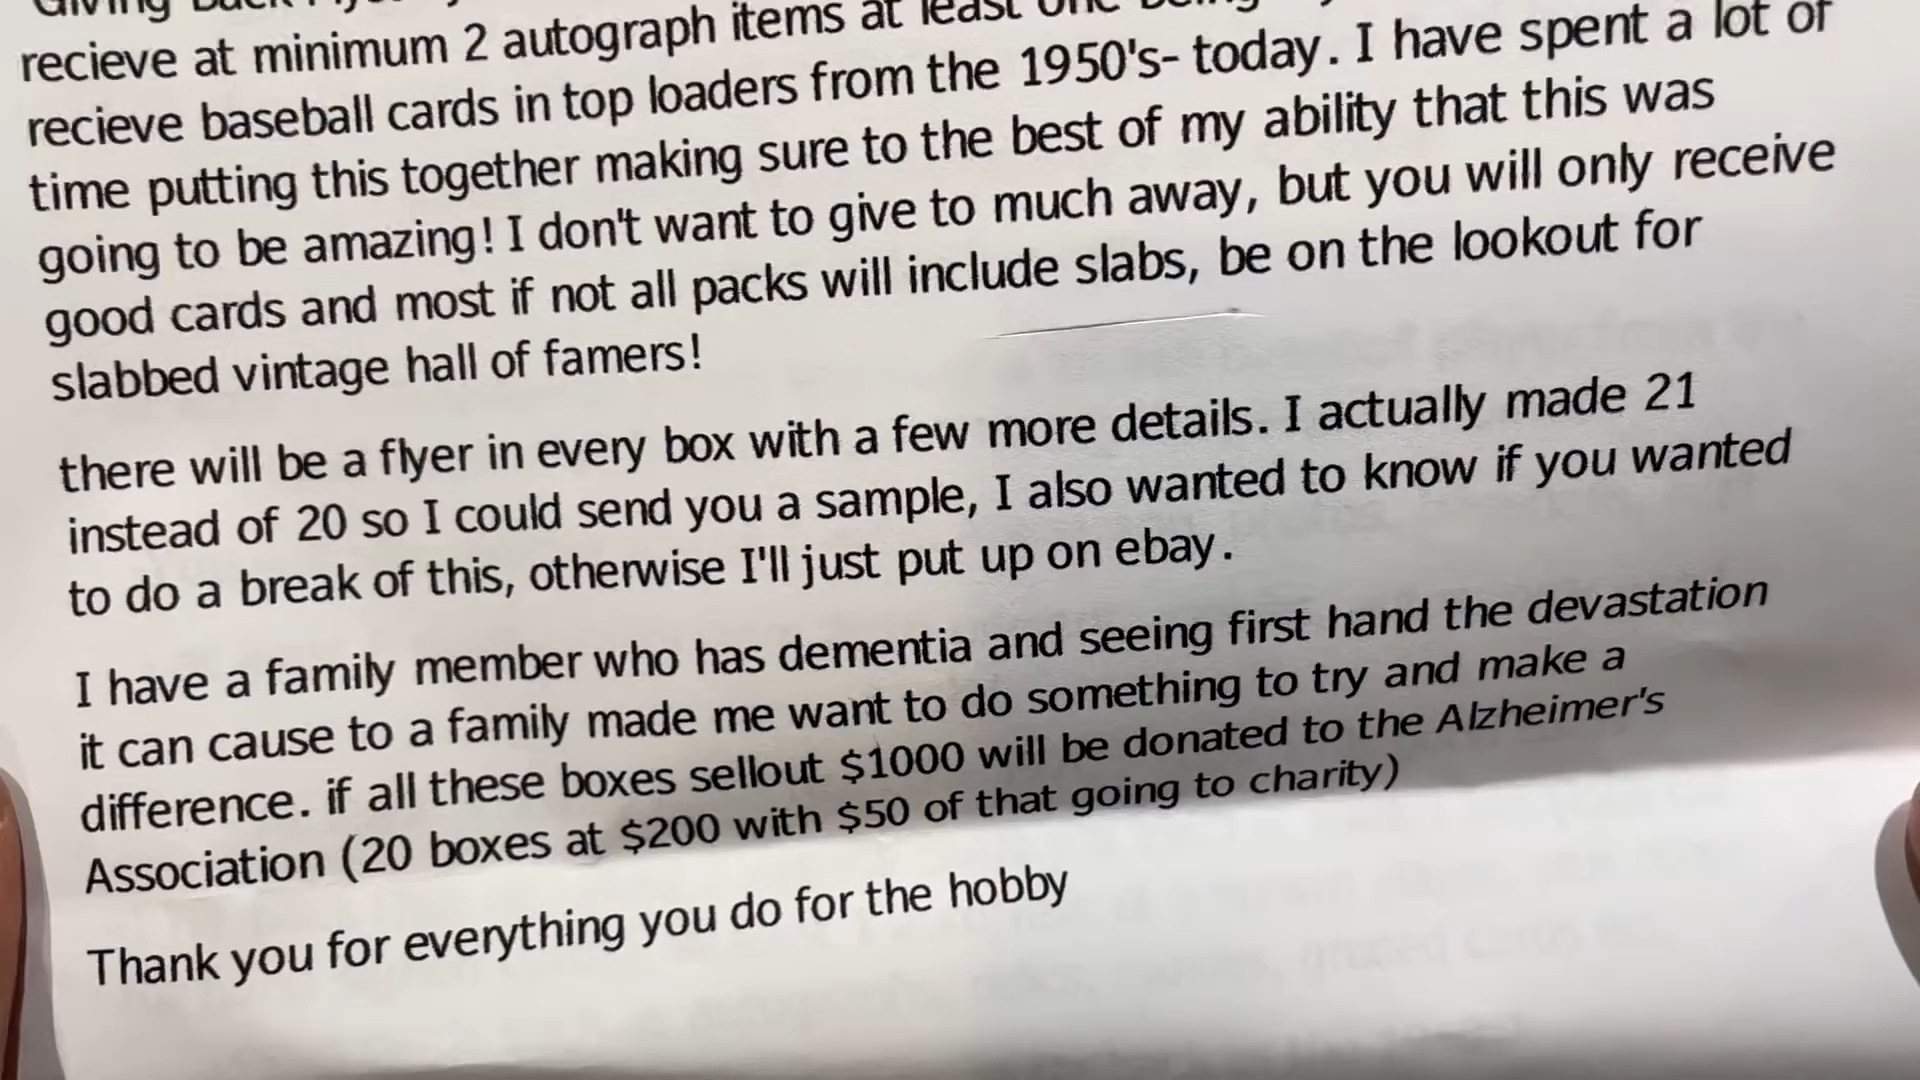 Giving Back
recieve at minimum 2 autograph items at least one being
recieve baseball cards in top loaders from the 1950's- today. I have spent a lot of
time putting this together making sure to the best of my ability that this was
going to be amazing! I don't want to give to much away, but you will only receive
good cards and most if not all packs will include slabs, be on the lookout for
slabbed vintage hall of famers!
there will be a flyer in every box with a few more details. I actually made 21
instead of 20 so I could send you a sample, I also wanted to know if you wanted
to do a break of this, otherwise I'll just put up on ebay.
I have a family member who has dementia and seeing first hand the devastation
it can cause to a family made me want to do something to try and make a
difference. if all these boxes sellout $1000 will be donated to the Alzheimer's
Association (20 boxes at $200 with $50 of that going to charity)
Thank you for everything you do for the hobby